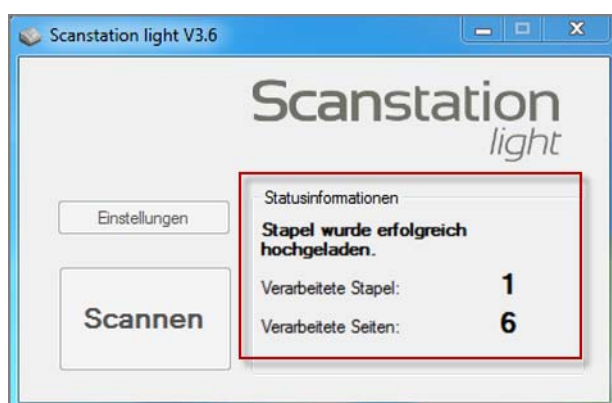 Scanstation light V3.6
Scanstation
light
Einstellungen
Scannen
Statusinformationen
Stapel wurde erfolgreich
hochgeladen.
Verarbeitete Stapel: 1
Verarbeitete Seiten: 6